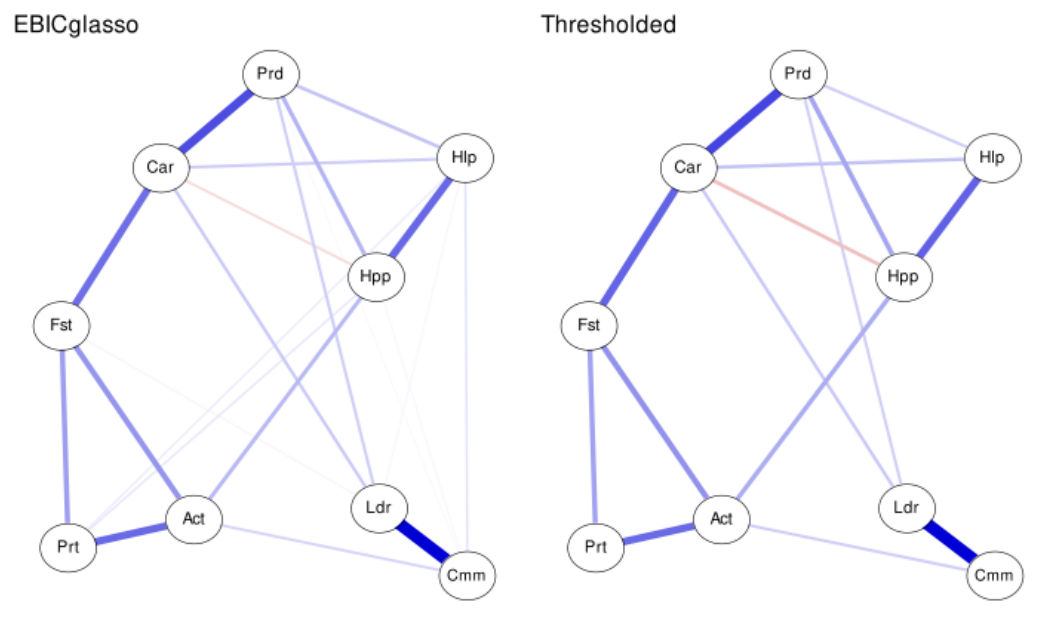 EBICglasso
Prd
Hlp
Car
Hpp
Fst
Ldr
Act
Prt
Cmm
Thresholded
Prd
Hlp
Car
Hpp
Fst
Ldr
Act
Prt
Cmm